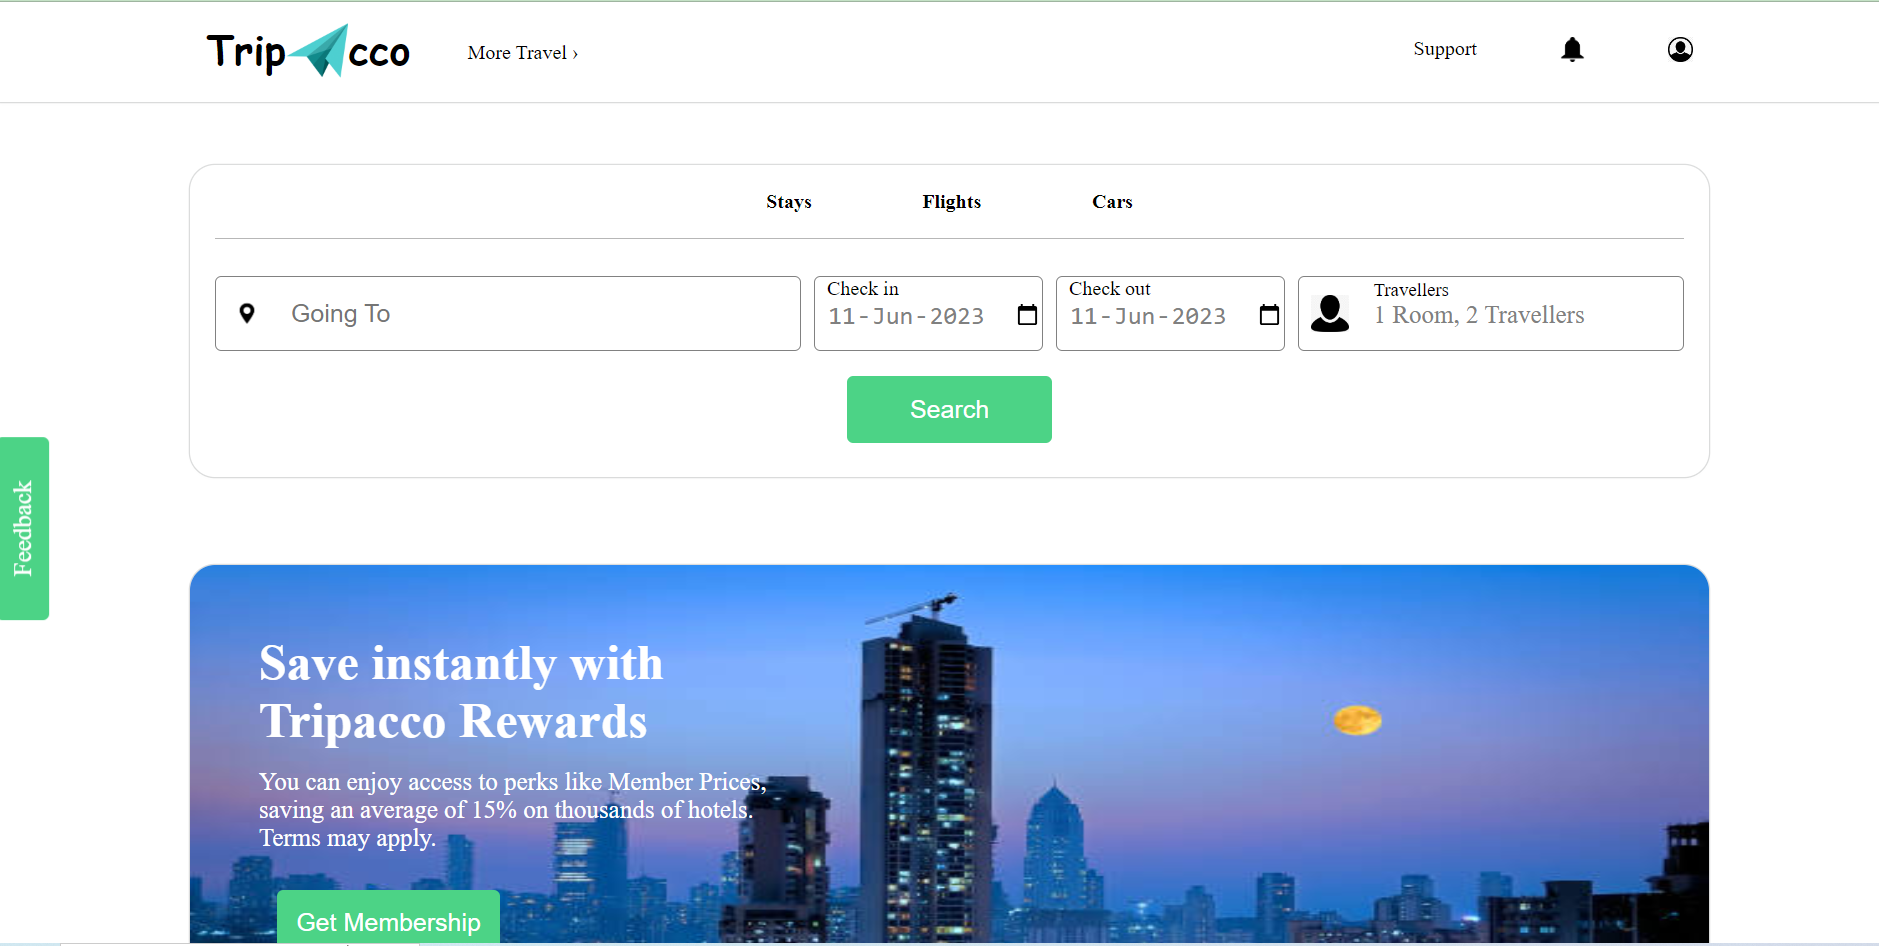 Trip cco
More Travel ›
Support
Stays
Flights
Cars
Going To
Check in
11-Jun-2023
Check out
11-Jun-2023
Travellers
1 Room, 2 Travellers
Search
Feedback
Save instantly with
Tripacco Rewards
You can enjoy access to perks like Member Prices,
saving an average of 15% on thousands of hotels.
Terms may apply.
Get Membership